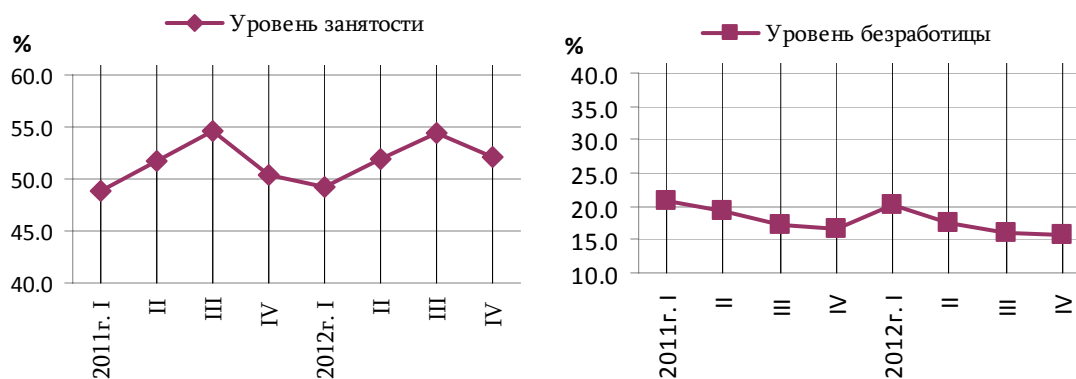 Уровень занятости
%
60.0
55.0
50.0
45.0
40.0
2011г. I
II
III
IV
2012г. I
II
III
IV
Уровень безработицы
%
40.0
35.0
30.0
25.0
20.0
15.0
10.0
2011г. I
II
III
IV
2012г. I
II
III
IV